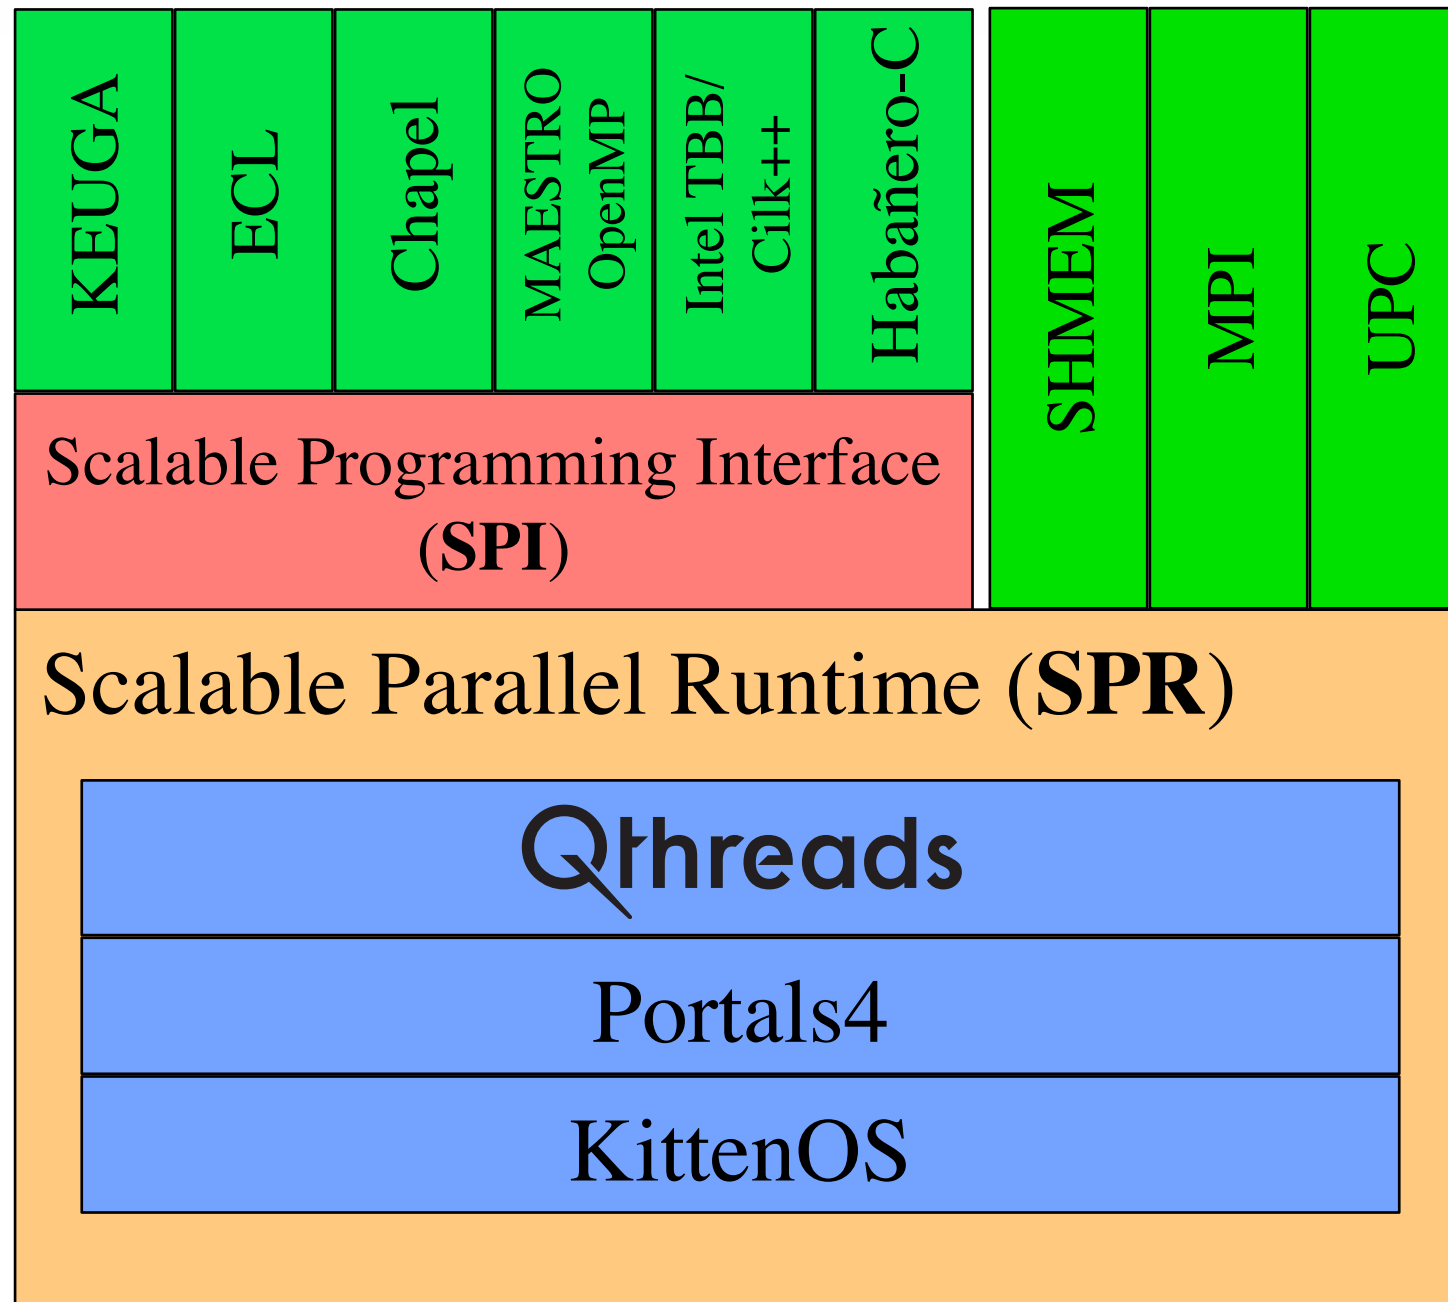 KEUGA
ECL
Chapel
MAESTRO
OpenMP
Intel TBB/
Cilk++
Habañero-C
SHMEM
MPI
UPC
Scalable Programming Interface
(SPI)
Scalable Parallel Runtime (SPR)
Qthreads
Portals4
KittenOS